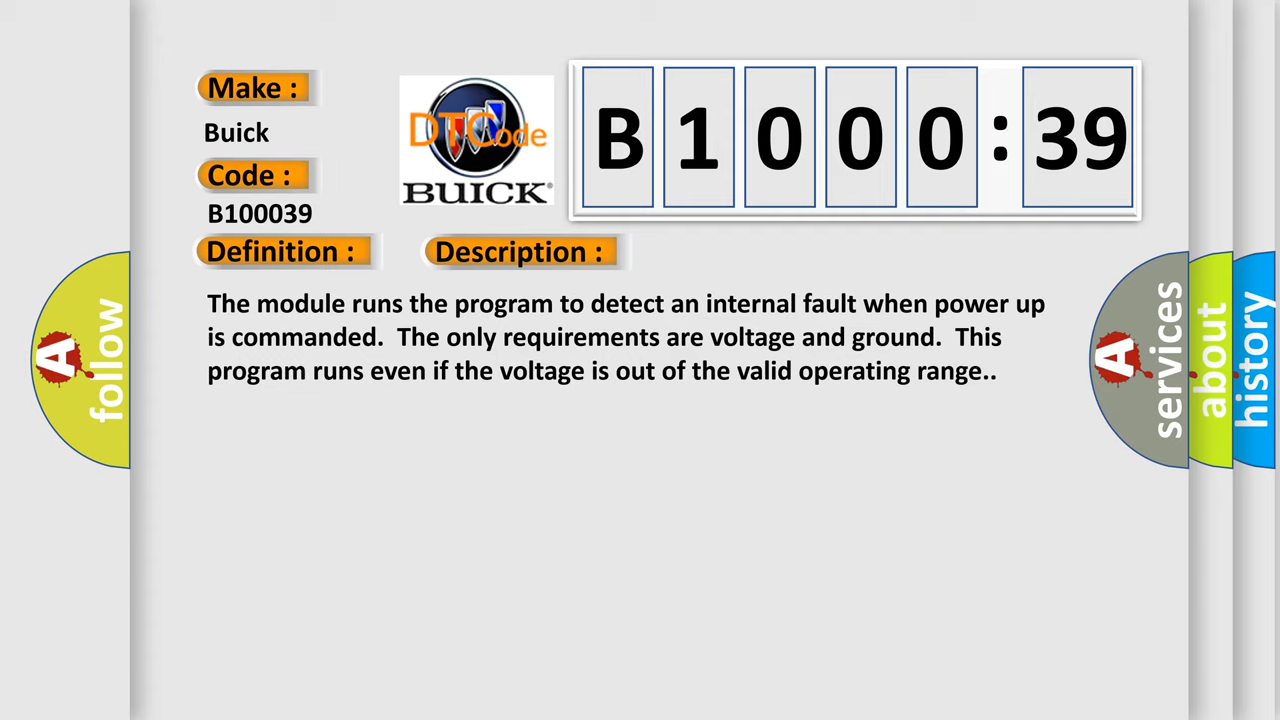 Make :
Buick
Code :
B100039
DTCode
BUICK®
B 1 0 0 0 : 39
Definition :
Description :
The module runs the program to detect an internal fault when power up
is commanded  The only requirements are voltage and ground  This
program runs even if the voltage is out of the valid operating range..
A follow
A services
about
history